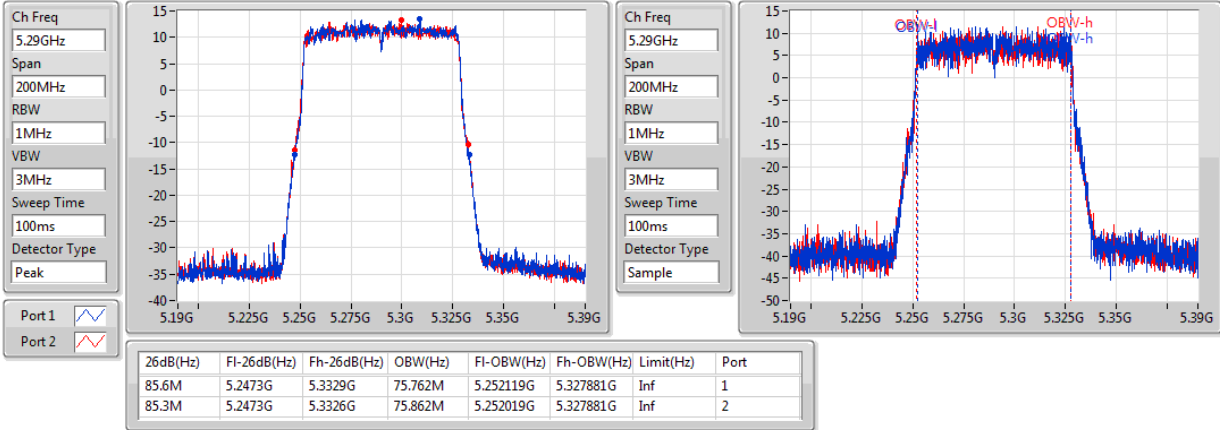 Ch Freq
5.29GHz
Span
200MHz
RBW
1MHz
VBW
3MHz
Sweep Time
100ms
Detector Type
Peak
Port 1
Port 2
15
10
5
0
-5
-10
-15
-20
-25
-30
-35
-40
5.19G 5.225G 5.25G 5.275G 5.3G 5.325G 5.39G
Ch Freq
5.29GHz
Span
200MHz
RBW
1MHz
VBW
3MHz
Sweep Time
100ms
Detector Type
Sample
15
10
5
0
-5
-10
-15
-20
-25
-30
-35
-40
-45
-50
OBW-l
OBW-h
OBW-h
5.19G 5.225G 5.25G 5.275G 5.3G 5.325G 5.39G
26dB(Hz) Fl-26dB(Hz) Fh-26dB(Hz) OBW(Hz) Fl-OBW(Hz) Fh-OBW(Hz) Limit(Hz) Port
85.6M 5.2473G 5.3329G 75.762M 5.252119G 5.327881G Inf 1
85.3M 5.2473G 5.3326G 75.862M 5.252019G 5.327881G Inf 2